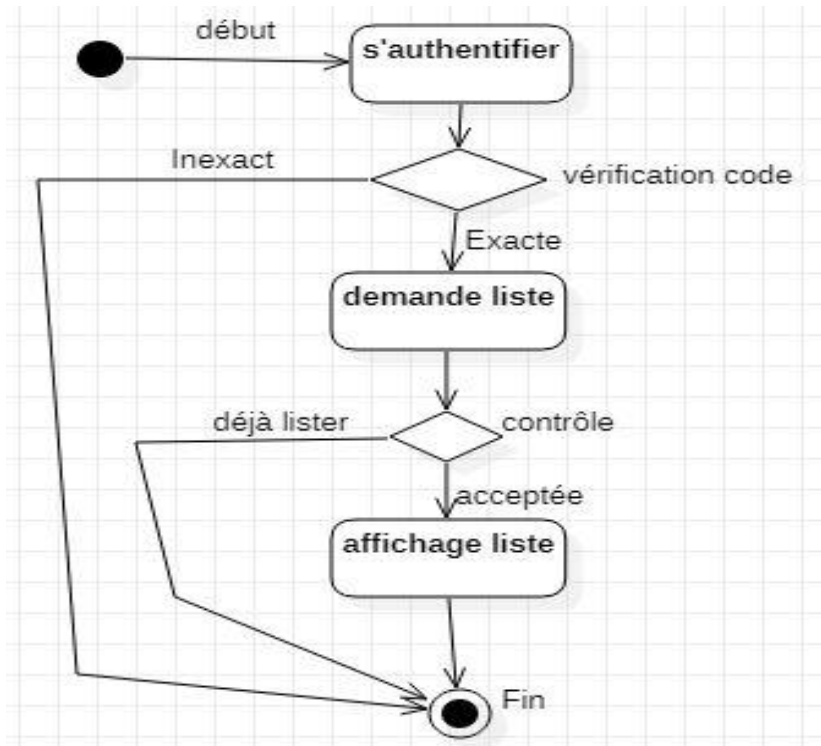 début
s'authentifier
Inexact
vérification code
Exacte
demande liste
déjà lister
contrôle
acceptée
affichage liste
Fin